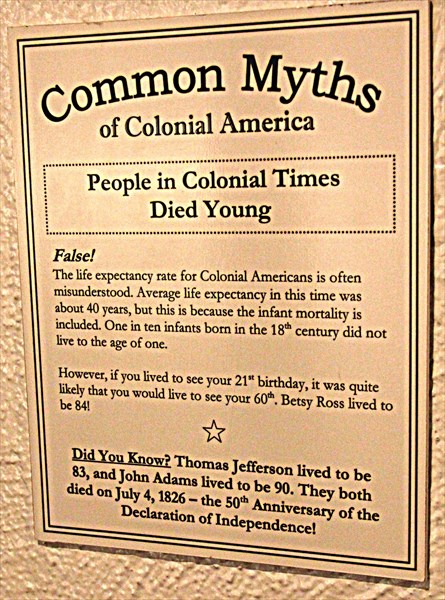 Common Myths
of Colonial America
People in Colonial Times
Died Young
False!
The life expectancy rate for Colonial Americans is often
misunderstood. Average life expectancy in this time was
about 40 years, but this is because the infant mortality is
included. One in ten infants born in the 18th century did not
live to the age of one.
However, if you lived to see your 21st birthday, it was quite
likely that you would live to see your 60th. Betsy Ross lived to
be 84!
Did You Know? Thomas Jefferson lived to be
83, and John Adams lived to be 90. They both
died on July 4, 1826 – the 50th Anniversary of the
Declaration of Independence!